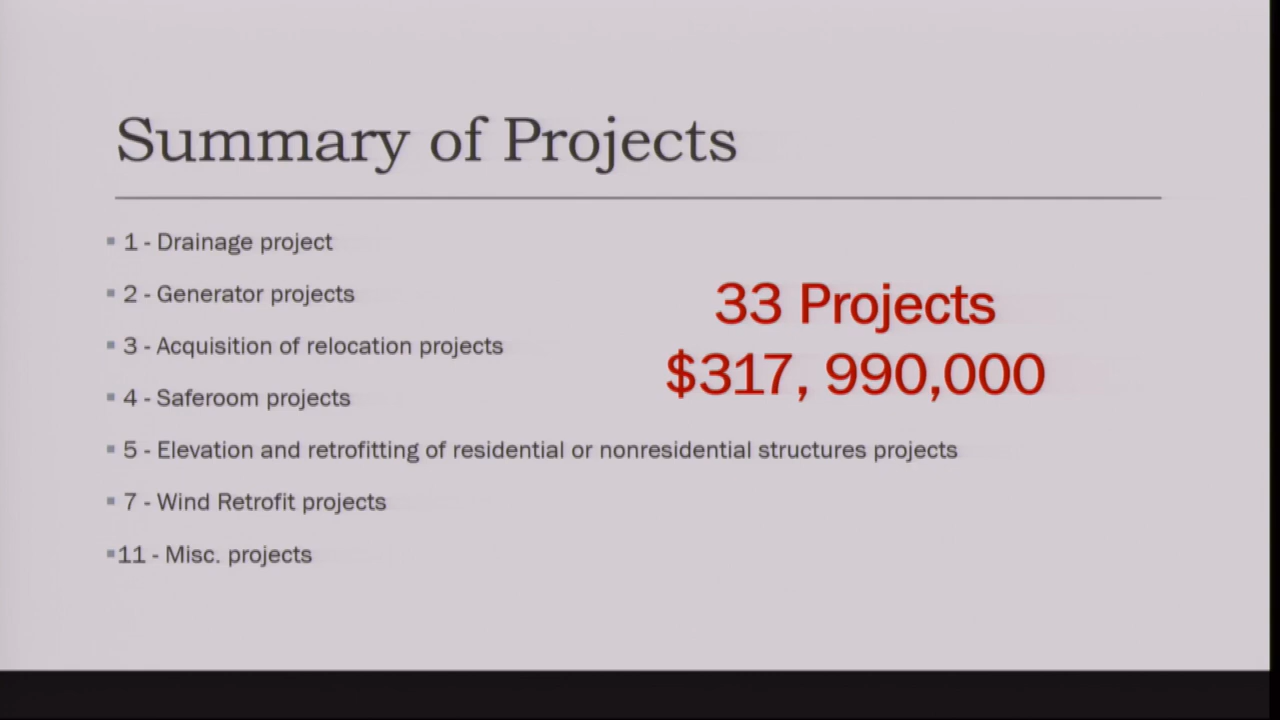 Summary of Projects
1 - Drainage project
2 - Generator projects
3 - Acquisition of relocation projects
4 - Saferoom projects
5 - Elevation and retrofitting of residential or nonresidential structures projects
7 - Wind Retrofit projects
11 - Misc. projects
33 Projects
$317, 990,000